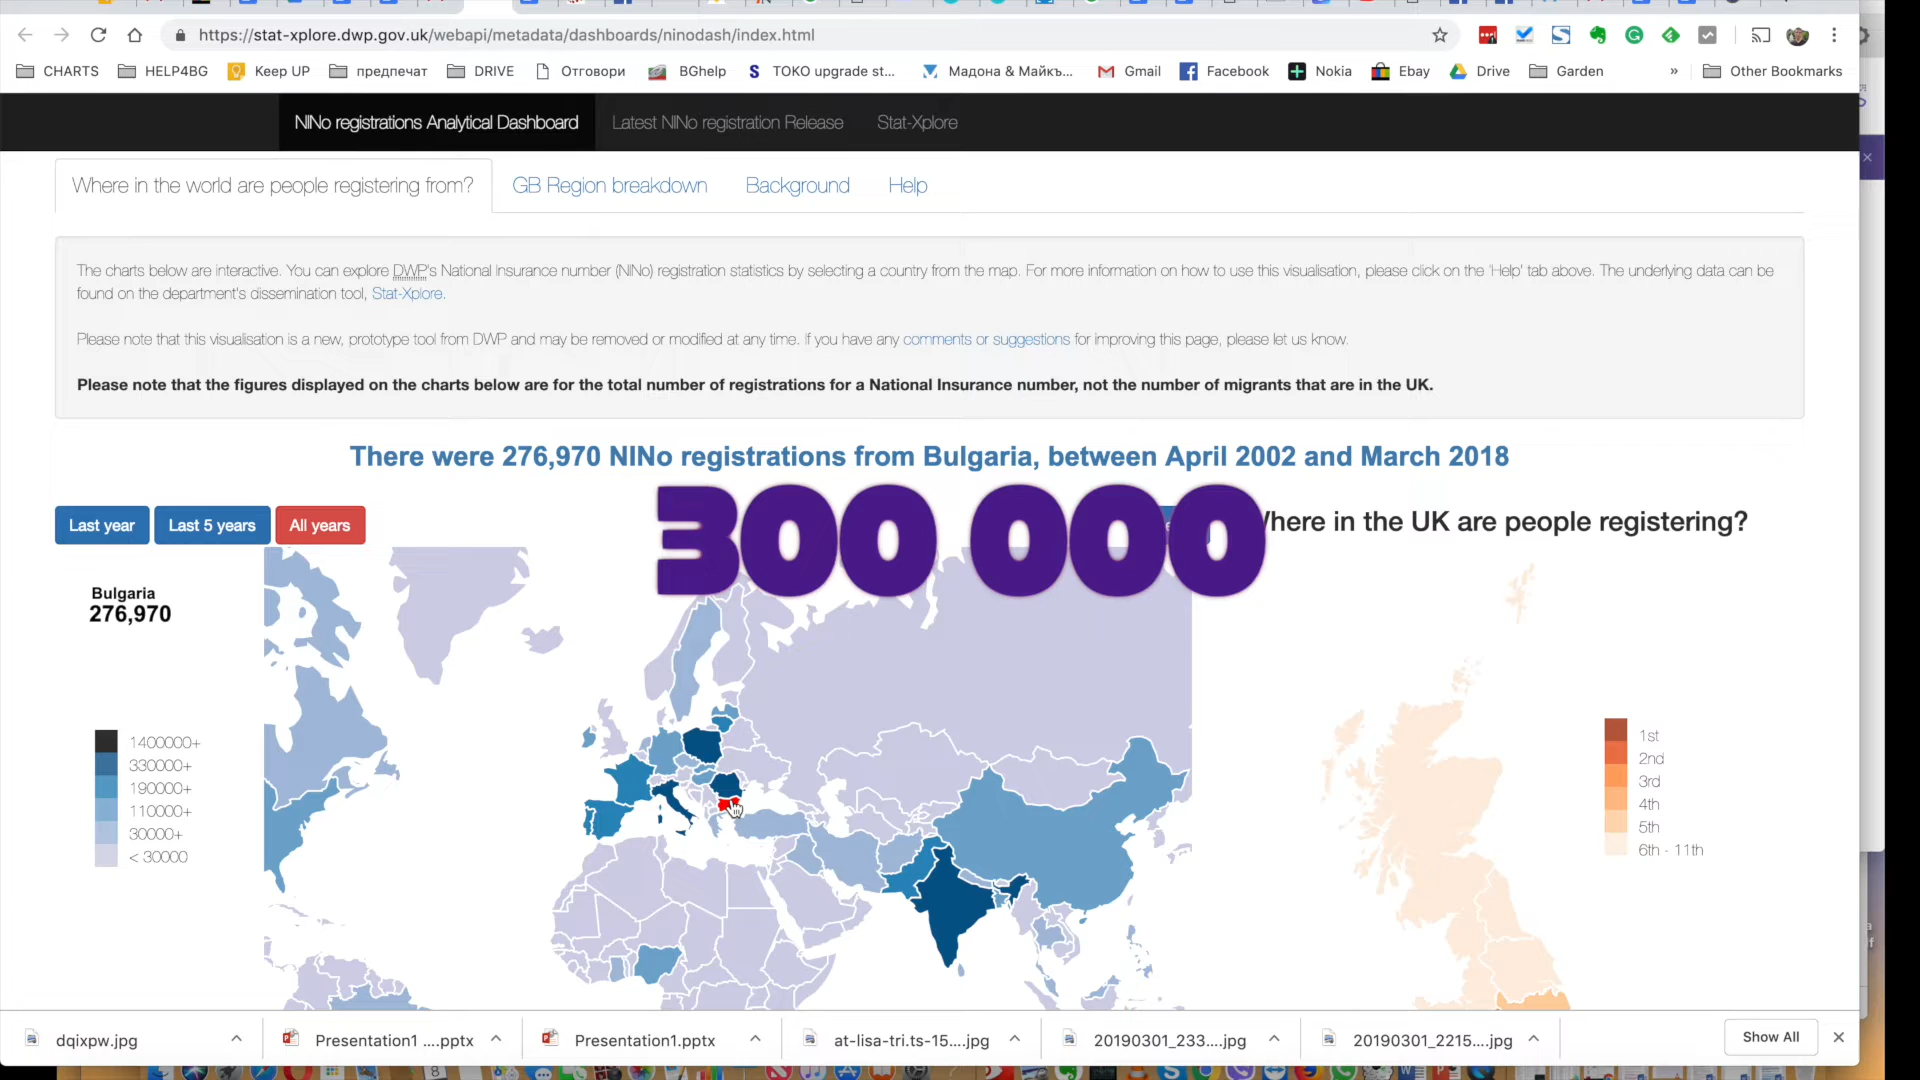 https://stat-xplore.dwp.gov.uk/webapi/metadata/dashboards/ninodash/index.html
CHARTS HELP4BG Keep UP предпечат DRIVE Отговори BGhelp TOKO upgrade st... Мадона & Майкъ... Gmail Facebook Nokia Ebay Drive Garden » Other Bookmarks
NINo registrations Analytical Dashboard Latest NINo registration Release Stat-Xplore
Where in the world are people registering from? GB Region breakdown Background Help
The charts below are interactive. You can explore DWP's National Insurance number (NINo) registration statistics by selecting a country from the map. For more information on how to use this visualisation, please click on the 'Help' tab above. The underlying data can be
found on the department's dissemination tool, Stat-Xplore.
Please note that this visualisation is a new, prototype tool from DWP and may be removed or modified at any time. If you have any comments or suggestions for improving this page, please let us know.
Please note that the figures displayed on the charts below are for the total number of registrations for a National Insurance number, not the number of migrants that are in the UK.
There were 276,970 NINo registrations from Bulgaria, between April 2002 and March 2018
300 000
Last year Last 5 years All years
here in the UK are people registering?
Bulgaria
276,970
1400000+
330000+
190000+
110000+
30000+
< 30000
1st
2nd
3rd
4th
5th
6th - 11th
dqixpw.jpg Presentation1 ....pptx Presentation1.pptx at-lisa-tri.ts-15....jpg 20190301_233....jpg 20190301_2215....jpg Show All